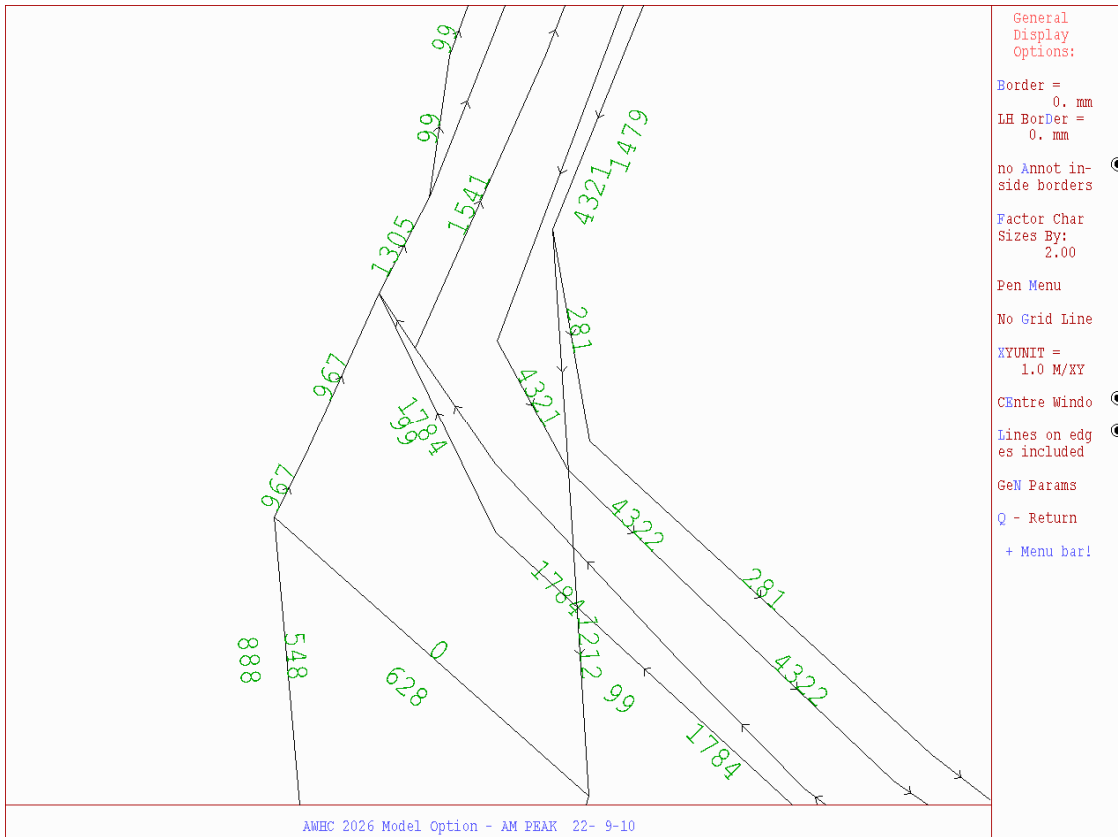 General
Display
Options:
Border =
0. mm
LH BorDer =
0. mm
no Annot in-
side borders
Factor Char
Sizes By:
2.00
Pen Menu
No Grid Line
XYUNIT =
1.0 M/XY
CEntre Windo
Lines on edg
es included
GeN Params
Q - Return
+ Menu bar!
99
99
1479
4321
1541
1305
281
967
4321
1784
99
967
4322
1784
281
1212
548
888
0
628
99
4322
1784
AWHC 2026 Model Option - AM PEAK 22- 9-10